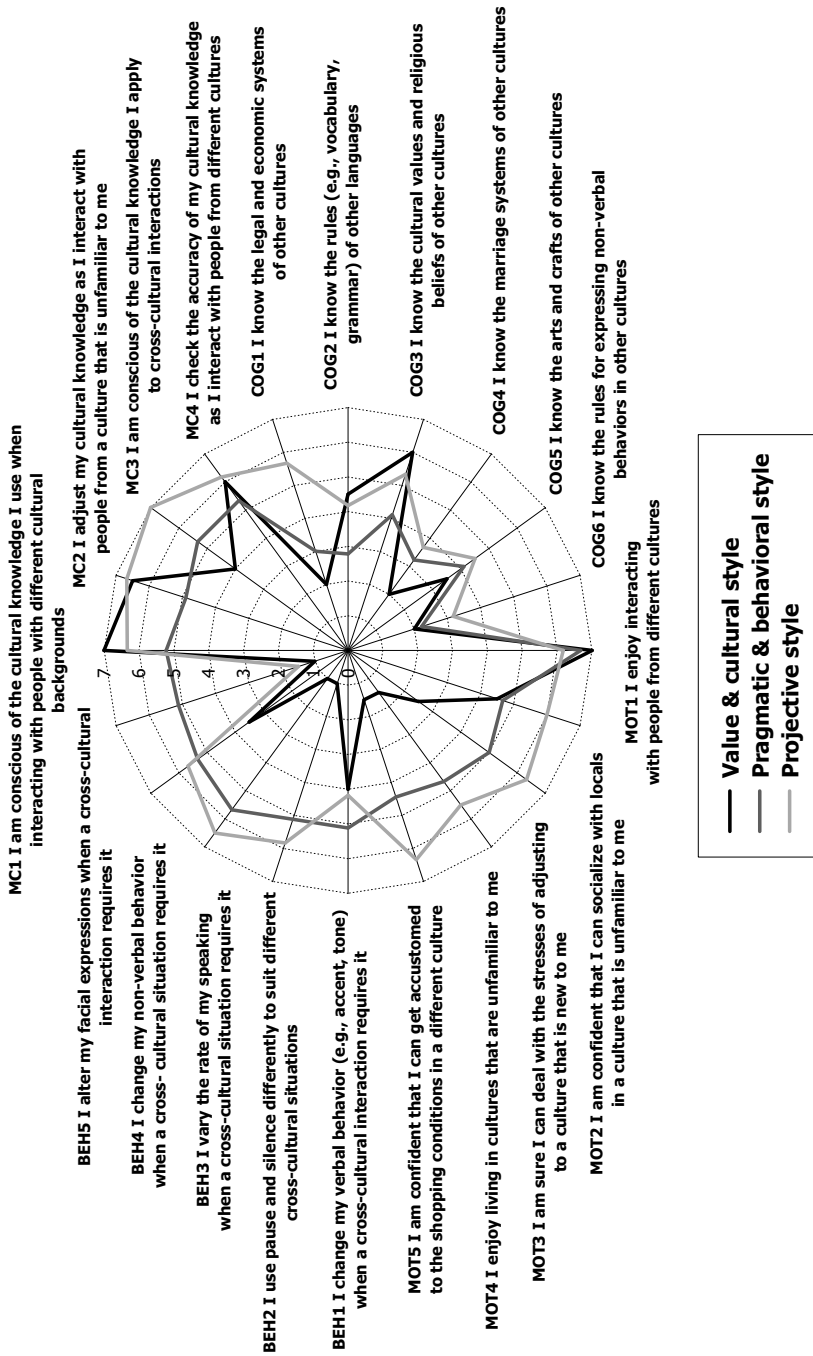 MC1 I am conscious of the cultural knowledge I use when
interacting with people with different cultural
backgrounds
MC2 I adjust my cultural knowledge as I interact with
people from a culture that is unfamiliar to me
MC3 I am conscious of the cultural knowledge I apply
to cross-cultural interactions
MC4 I check the accuracy of my cultural knowledge
as I interact with people from different cultures
COG1 I know the legal and economic systems
of other cultures
COG2 I know the rules (e.g., vocabulary,
grammar) of other languages
COG3 I know the cultural values and religious
beliefs of other cultures
COG4 I know the marriage systems of other cultures
COG5 I know the arts and crafts of other cultures
COG6 I know the rules for expressing non-verbal
behaviors in other cultures
MOT1 I enjoy interacting
with people from different cultures
MOT2 I am confident that I can socialize with locals
in a culture that is unfamiliar to me
MOT3 I am sure I can deal with the stresses of adjusting
to a culture that is new to me
MOT4 I enjoy living in cultures that are unfamiliar to me
MOT5 I am confident that I can get accustomed
to the shopping conditions in a different culture
BEH1 I change my verbal behavior (e.g., accent, tone)
when a cross-cultural interaction requires it
BEH2 I use pause and silence differently to suit different
cross-cultural situations
BEH3 I vary the rate of my speaking
when a cross-cultural situation requires it
BEH4 I change my non-verbal behavior
when a cross- cultural situation requires it
BEH5 I alter my facial expressions when a cross-cultural
interaction requires it
7
6
5
4
3
2
1
0
Value & cultural style
Pragmatic & behavioral style
Projective style